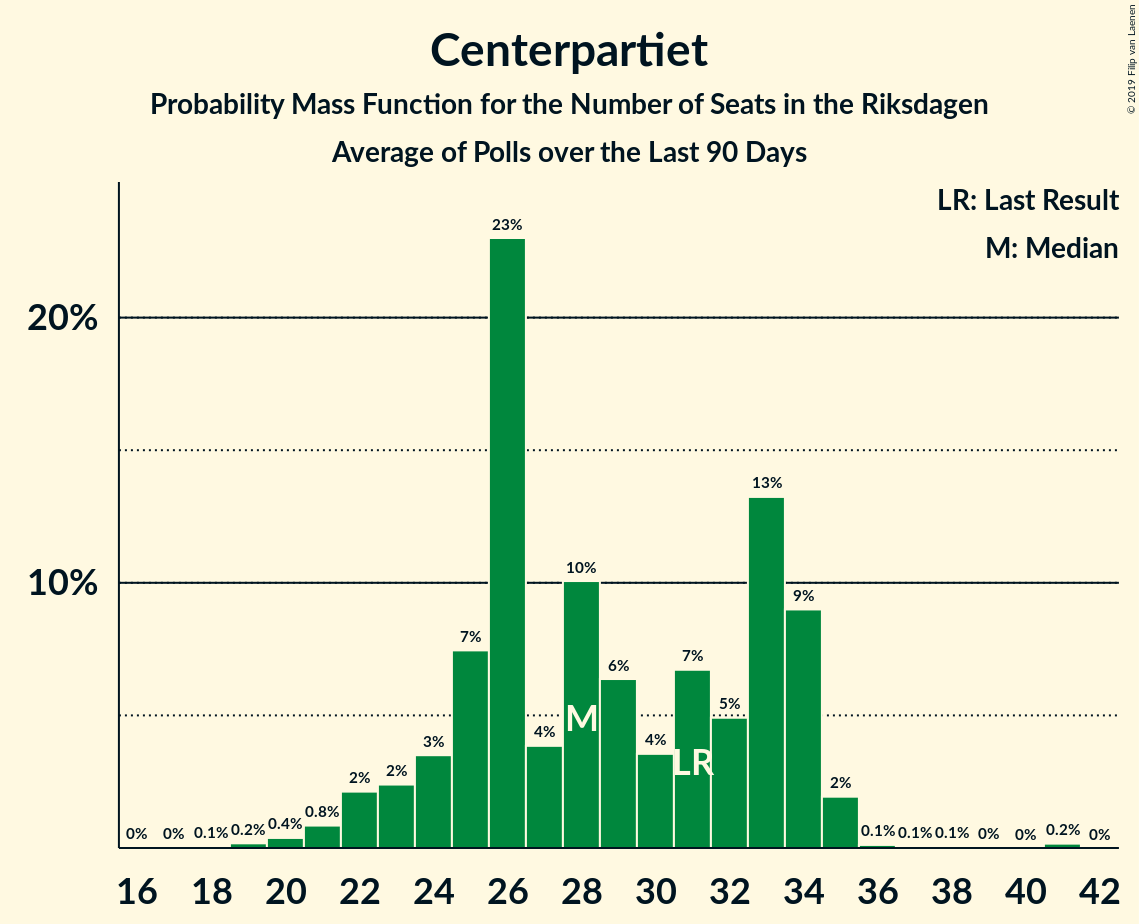 Centerpartiet
Probability Mass Function for the Number of Seats in the Riksdagen
Average of Polls over the Last 90 Days
© 2019 Filip van Laenen
LR: Last Result
M: Median
20%
10%
0% 0% 0.1% 0.2% 0.4% 0.8% 2% 2% 3% 7% 23% 4% 10% 6% 4% 7% 5% 13% 9% 2% 0.1% 0.1% 0.1% 0% 0% 0.2% 0%
M
LR
16 18 20 22 24 26 28 30 32 34 36 38 40 42